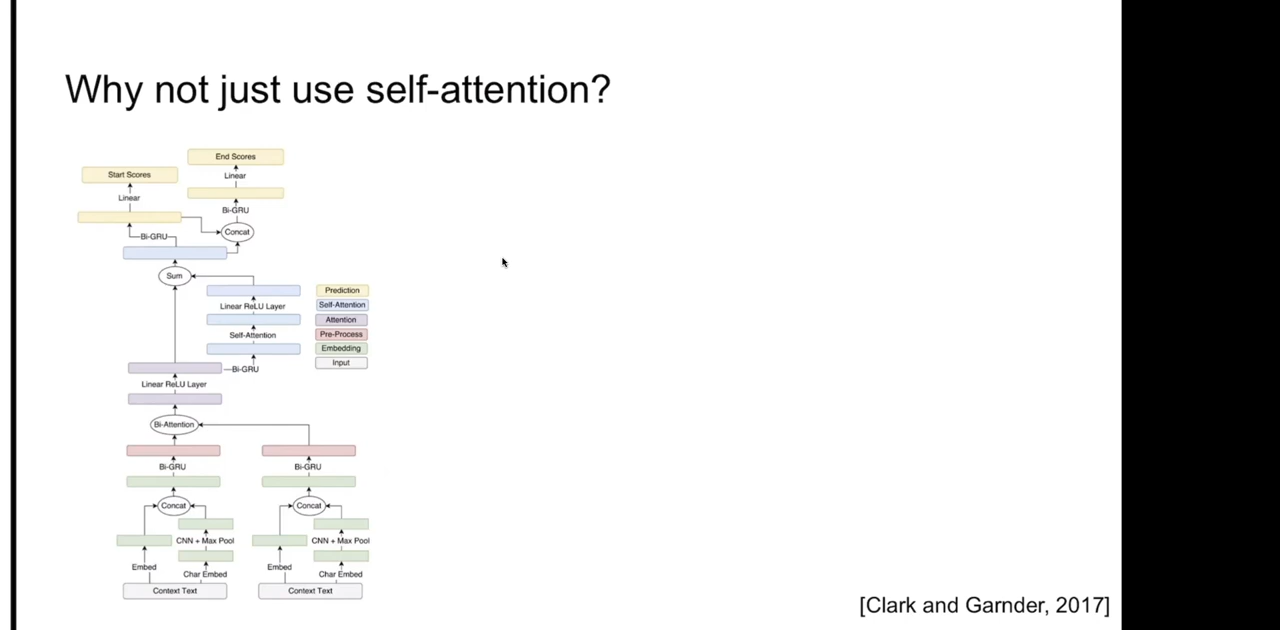 Why not just use self-attention?
End Scores
Start Scores
Linear
Linear
Bi-GRU
Concat
Bi-GRU
Sum
Prediction
Linear ReLU Layer
Self-Attention
Attention
Self-Attention
Pre-Process
Embedding
Input
Bi-GRU
Linear ReLU Layer
Bi-Attention
Bi-GRU
Bi-GRU
Concat
Concat
CNN + Max Pool
CNN + Max Pool
Embed
Char Embed
Embed
Char Embed
Context Text
Context Text
[Clark and Garnder, 2017]